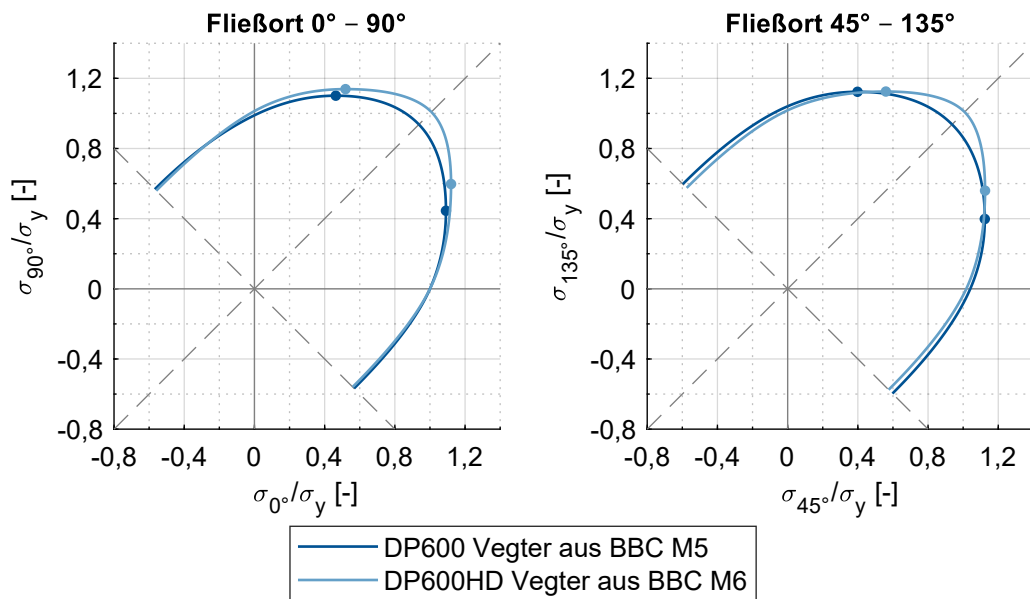 Fließort 0° – 90°
1,2
0,8
0,4
0
-0,4
-0,8
-0,8 -0,4 0 0,4 0,8 1,2
σ90°/σy [-]
σ0°/σy [-]
Fließort 45° – 135°
1,2
0,8
0,4
0
-0,4
-0,8
-0,8 -0,4 0 0,4 0,8 1,2
σ135°/σy [-]
σ45°/σy [-]
DP600 Vegter aus BBC M5
DP600HD Vegter aus BBC M6